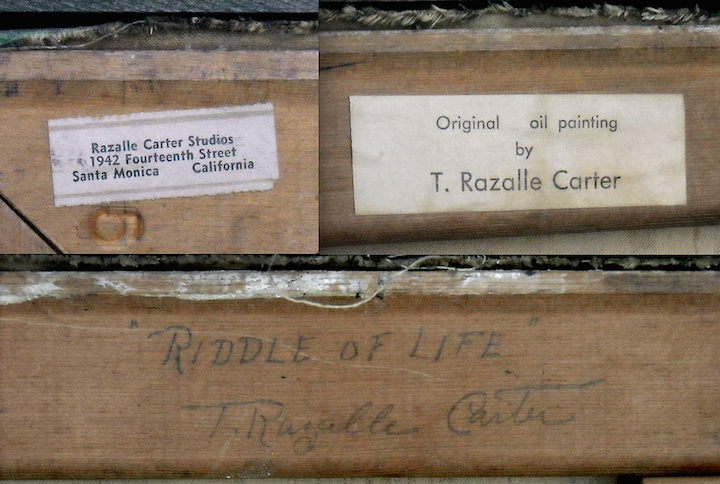 Razalle Carter Studios
1942 Fourteenth Street
Santa Monica California
Original oil painting
by
T. Razalle Carter
"RIDDLE OF LIFE"
T. Razalle Carter